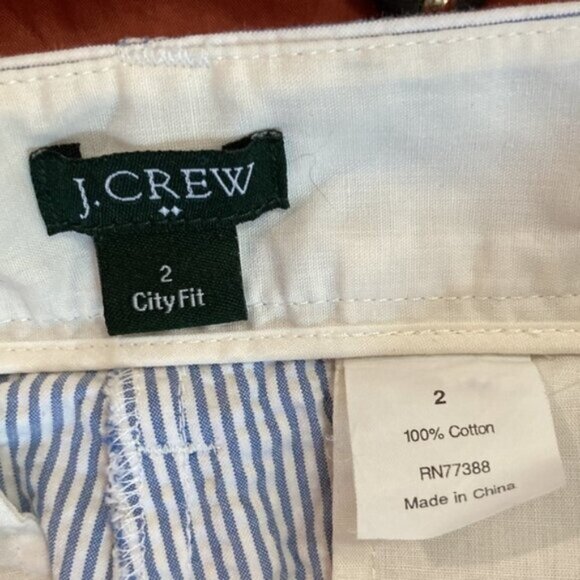 J.CREW
2
City Fit
2
100% Cotton
RN77388
Made in China